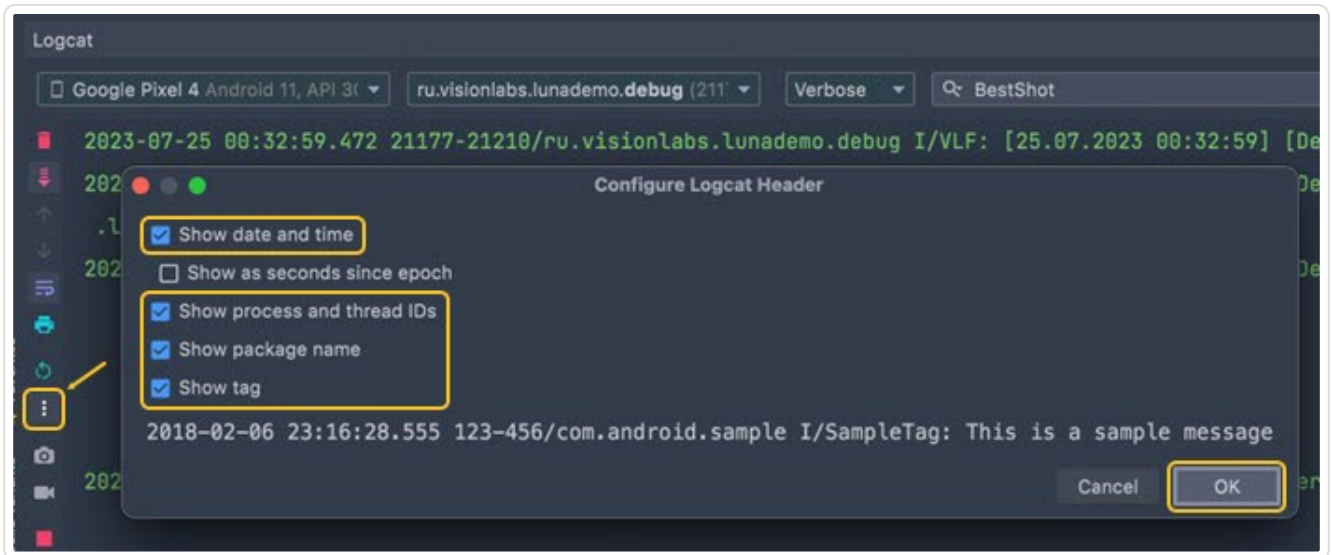 Logcat
Google Pixel 4 Android 11, API 3( ru.visionlabs.lunademo.debug (211 Verbose BestShot
2023-07-25 00:32:59.472 21177-21210/ru.visionlabs.lunademo.debug I/VLF: [25.07.2023 00:32:59] [De
202 Configure Logcat Header De
.l Show date and time
202 Show as seconds since epoch De
Show process and thread IDs
Show package name
Show tag
2018-02-06 23:16:28.555 123-456/com.android.sample I/SampleTag: This is a sample message
202 Cancel OK er